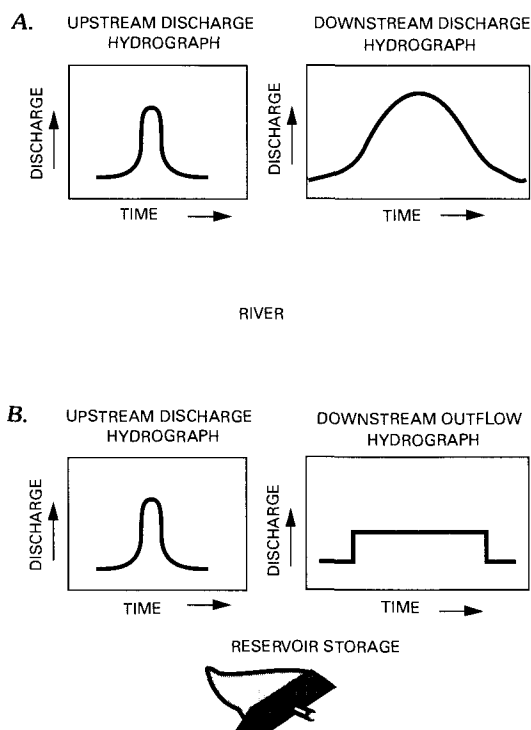 A.
UPSTREAM DISCHARGE
HYDROGRAPH
DOWNSTREAM DISCHARGE
HYDROGRAPH
DISCHARGE
TIME
DISCHARGE
TIME
RIVER
B.
UPSTREAM DISCHARGE
HYDROGRAPH
DOWNSTREAM OUTFLOW
HYDROGRAPH
DISCHARGE
TIME
DISCHARGE
TIME
RESERVOIR STORAGE